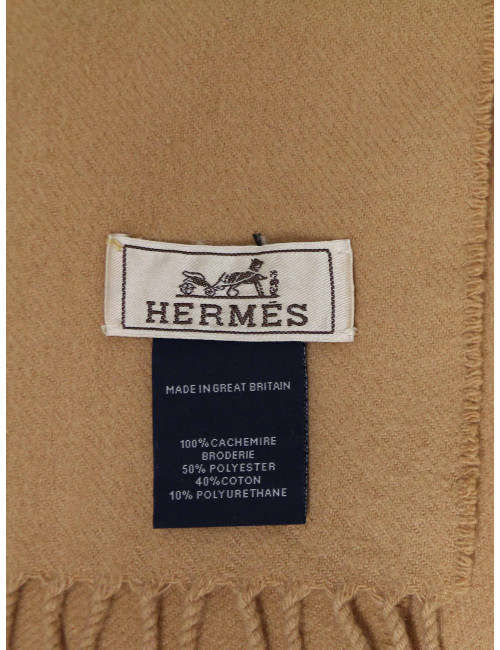 HERMÈS
MADE IN GREAT BRITAIN
100% CACHEMIRE
BRODERIE
50% POLYESTER
40%COTON
10% POLYURETHANE